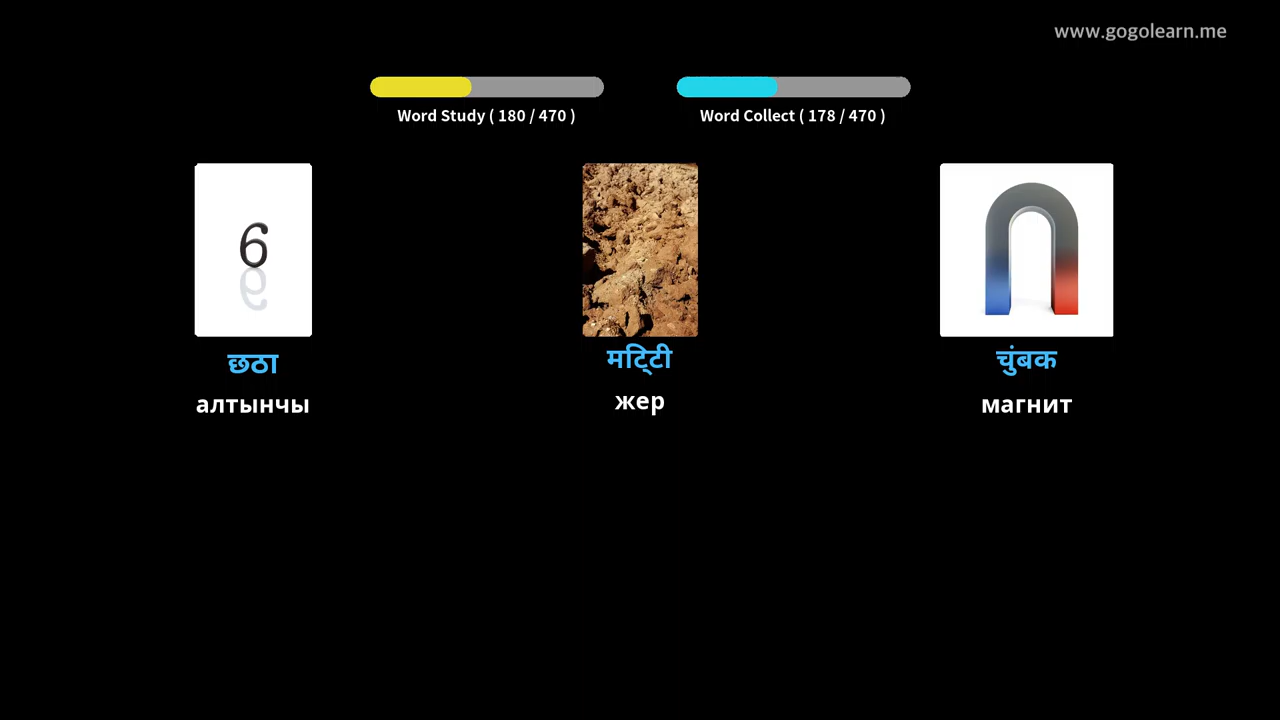 www.gogolearn.me
Word Study ( 180 / 470 )
Word Collect ( 178 / 470 )
6
छठा
मिट्टी
चुंबक
алтынчы
жер
магнит